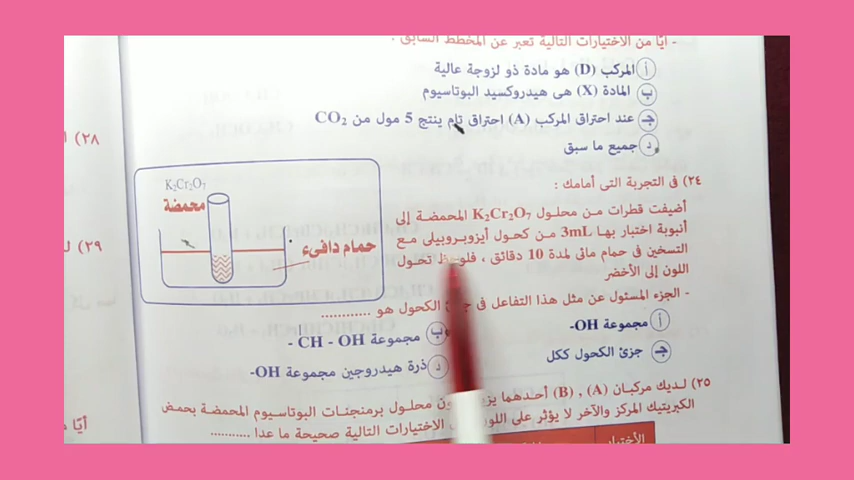 - أيًا من الاختيارات التالية تعبر عن المخطط السابق :
أ المركب (D) هو مادة ذو لزوجة عالية
ب المادة (X) هى هيدروكسيد البوتاسيوم
جـ عند احتراق المركب (A) احتراق تام ينتج 5 مول من CO2
د جميع ما سبق
٢٤) فى التجربة التى أمامك :
أضيفت قطرات من محلول K2Cr2O7 المحمضة إلى
أنبوبة اختبار بها 3mL من كحول أيزوبروبيلى مع
التسخين فى حمام مائى لمدة 10 دقائق ، تحول
اللون إلى الأخضر
- الجزء المسئول عن مثل هذا التفاعل فى الكحول هو ............
أ مجموعة OH-
ب مجموعة CH - OH -
جـ جزئ الكحول ككل
د ذرة هيدروجين مجموعة OH-
K2Cr2O7
محمضة
حمام دافىء
٢٥) لديك مركبان (A) , (B) أحدهما محلول برمنجنات البوتاسيوم المحمضة بحمض
الكبريتيك المركز والآخر لا يؤثر على اللون الاختيارات التالية صحيحة ما عدا ..........
٢٨)
٢٩)
أيًا م